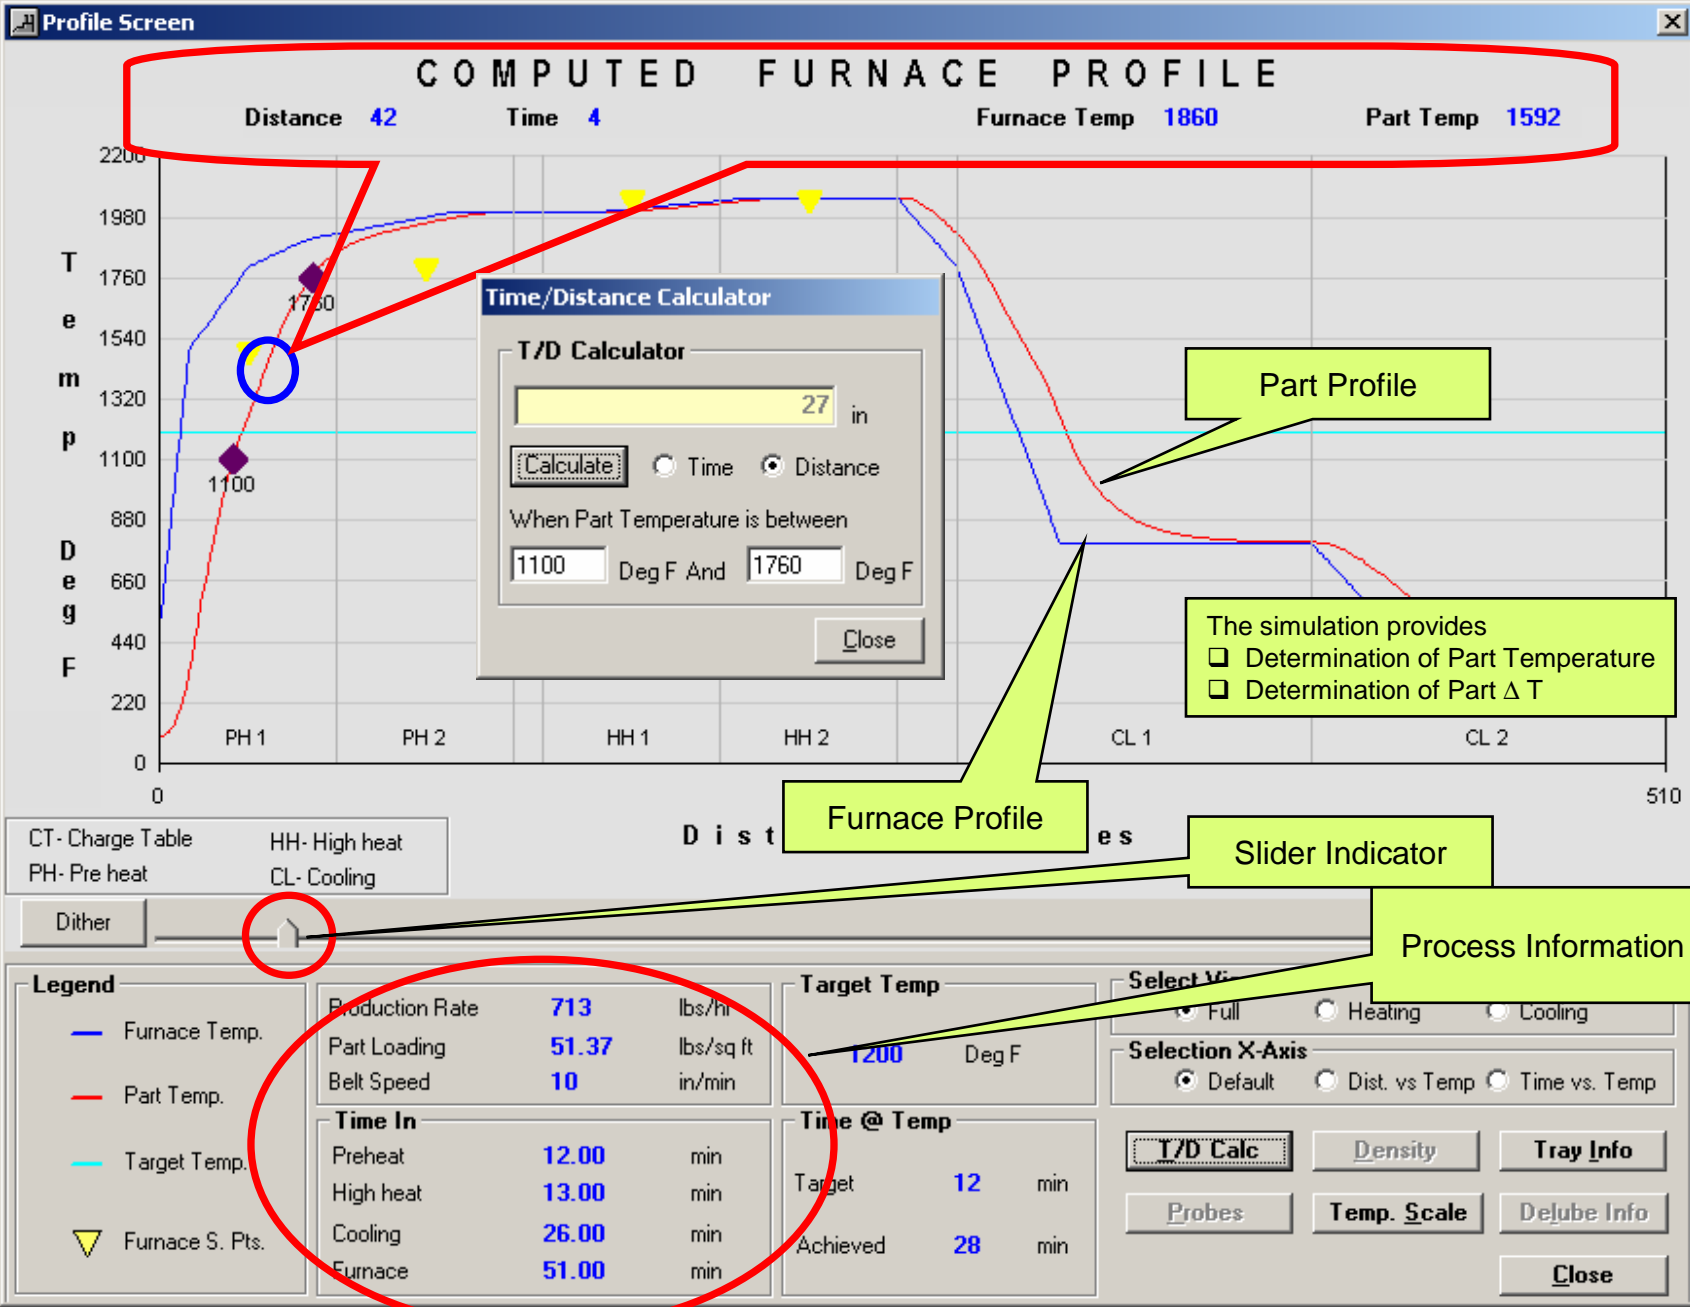 Profile Screen
COMPUTED FURNACE PROFILE
Distance 42 Time 4 Furnace Temp 1860 Part Temp 1592
2200
1980
1760
1540
1320
1100
880
660
440
220
0
Temp Deg F
1760
1100
PH 1 PH 2 HH 1 HH 2 CL 1 CL 2
0 510
Dist es
Time/Distance Calculator
T/D Calculator
27 in
Calculate Time Distance
When Part Temperature is between
1100 Deg F And 1760 Deg F
Close
Part Profile
The simulation provides
❑ Determination of Part Temperature
❑ Determination of Part Δ T
Furnace Profile
Slider Indicator
Process Information
CT- Charge Table HH- High heat
PH- Pre heat CL- Cooling
Dither
Legend
Furnace Temp.
Part Temp.
Target Temp.
Furnace S. Pts.
Production Rate 713 lbs/hr
Part Loading 51.37 lbs/sq ft
Belt Speed 10 in/min
Time In
Preheat 12.00 min
High heat 13.00 min
Cooling 26.00 min
Furnace 51.00 min
Target Temp
1200 Deg F
Time @ Temp
Target 12 min
Achieved 28 min
Select
Full Heating Cooling
Selection X-Axis
Default Dist. vs Temp Time vs. Temp
T/D Calc Density Tray Info
Probes Temp. Scale Delube Info
Close